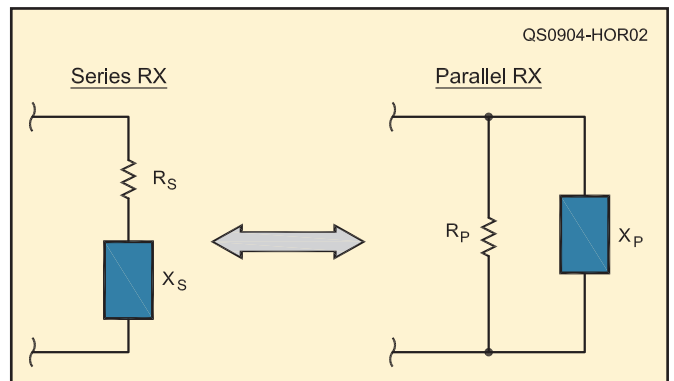 QS0904-HOR02
Series RX
Parallel RX
RS
XS
RP
XP